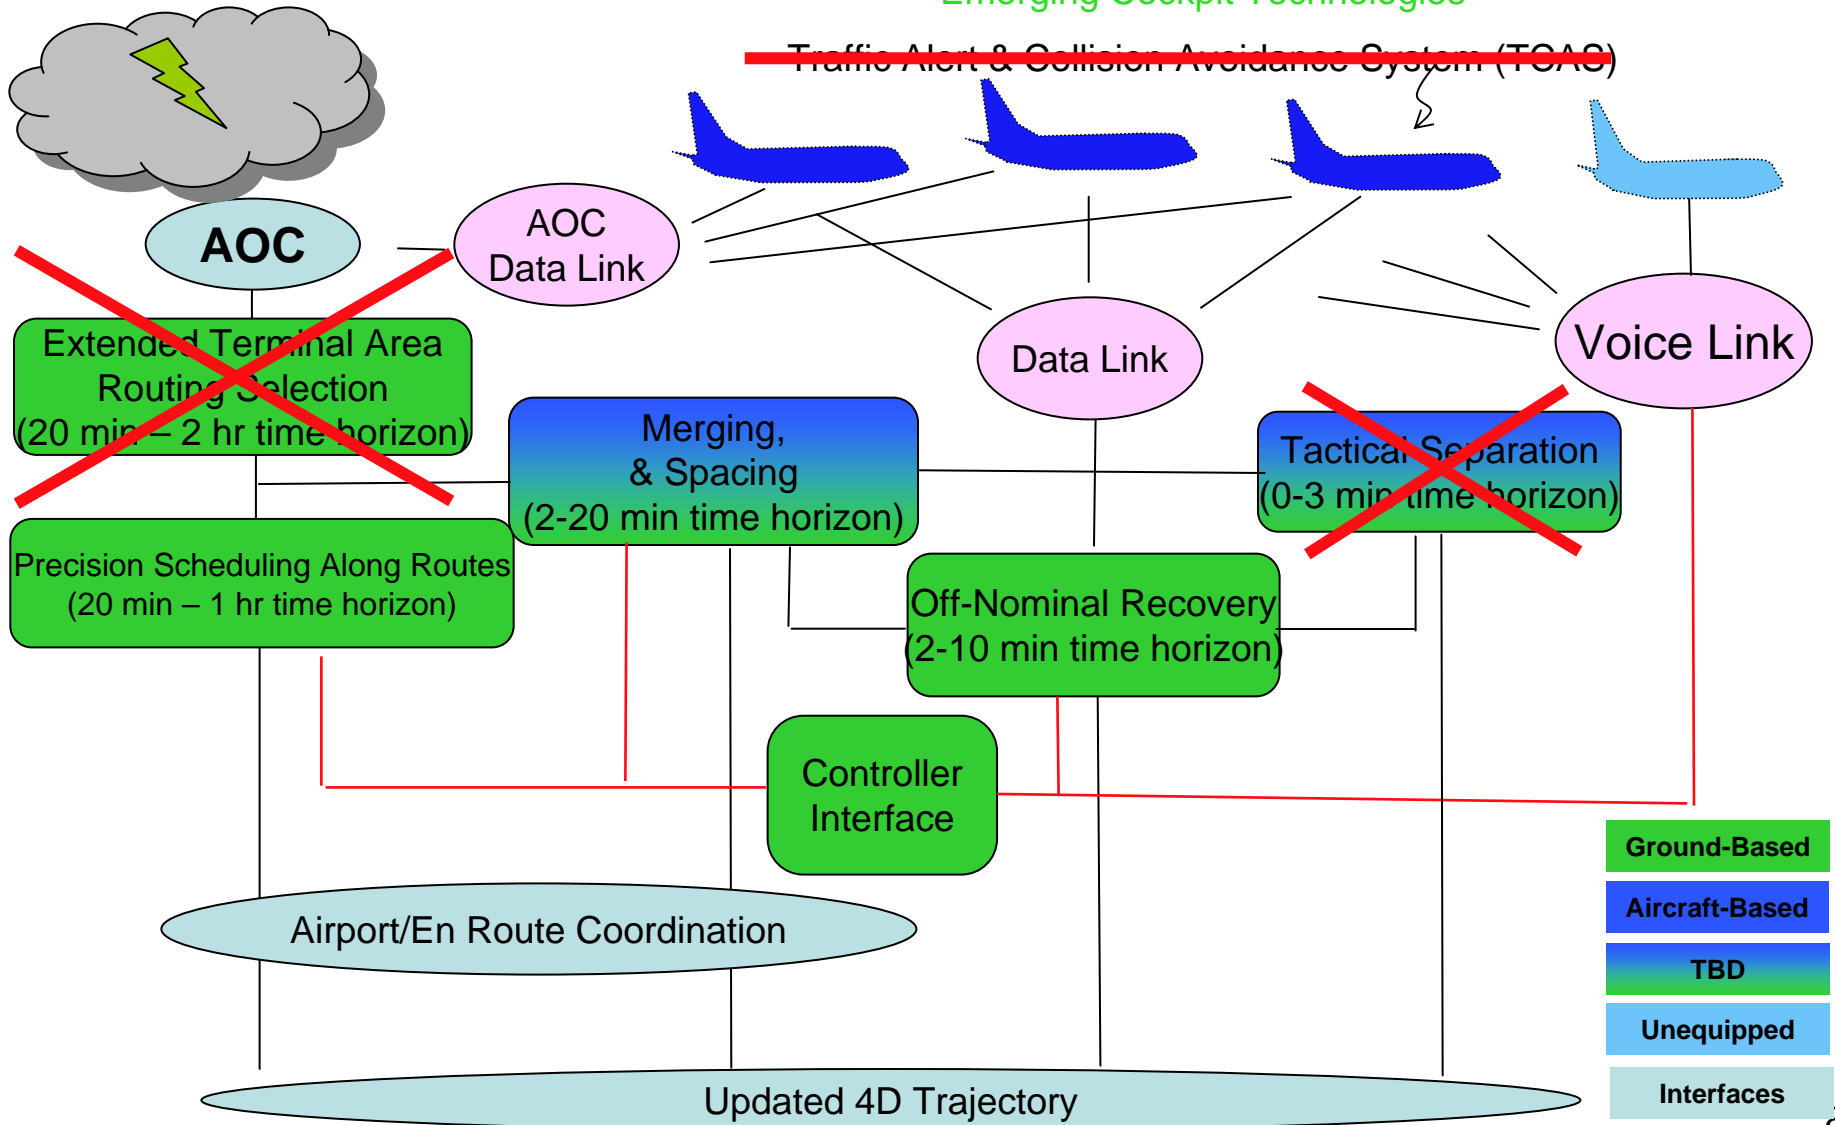 Emerging Cockpit Technologies
Traffic Alert & Collision Avoidance System (TCAS)
AOC
AOC
Data Link
Extended Terminal Area
Routing Selection
(20 min – 2 hr time horizon)
Data Link
Voice Link
Merging,
& Spacing
(2-20 min time horizon)
Tactical Separation
(0-3 min time horizon)
Precision Scheduling Along Routes
(20 min – 1 hr time horizon)
Off-Nominal Recovery
(2-10 min time horizon)
Controller
Interface
Ground-Based
Aircraft-Based
TBD
Unequipped
Interfaces
Airport/En Route Coordination
Updated 4D Trajectory